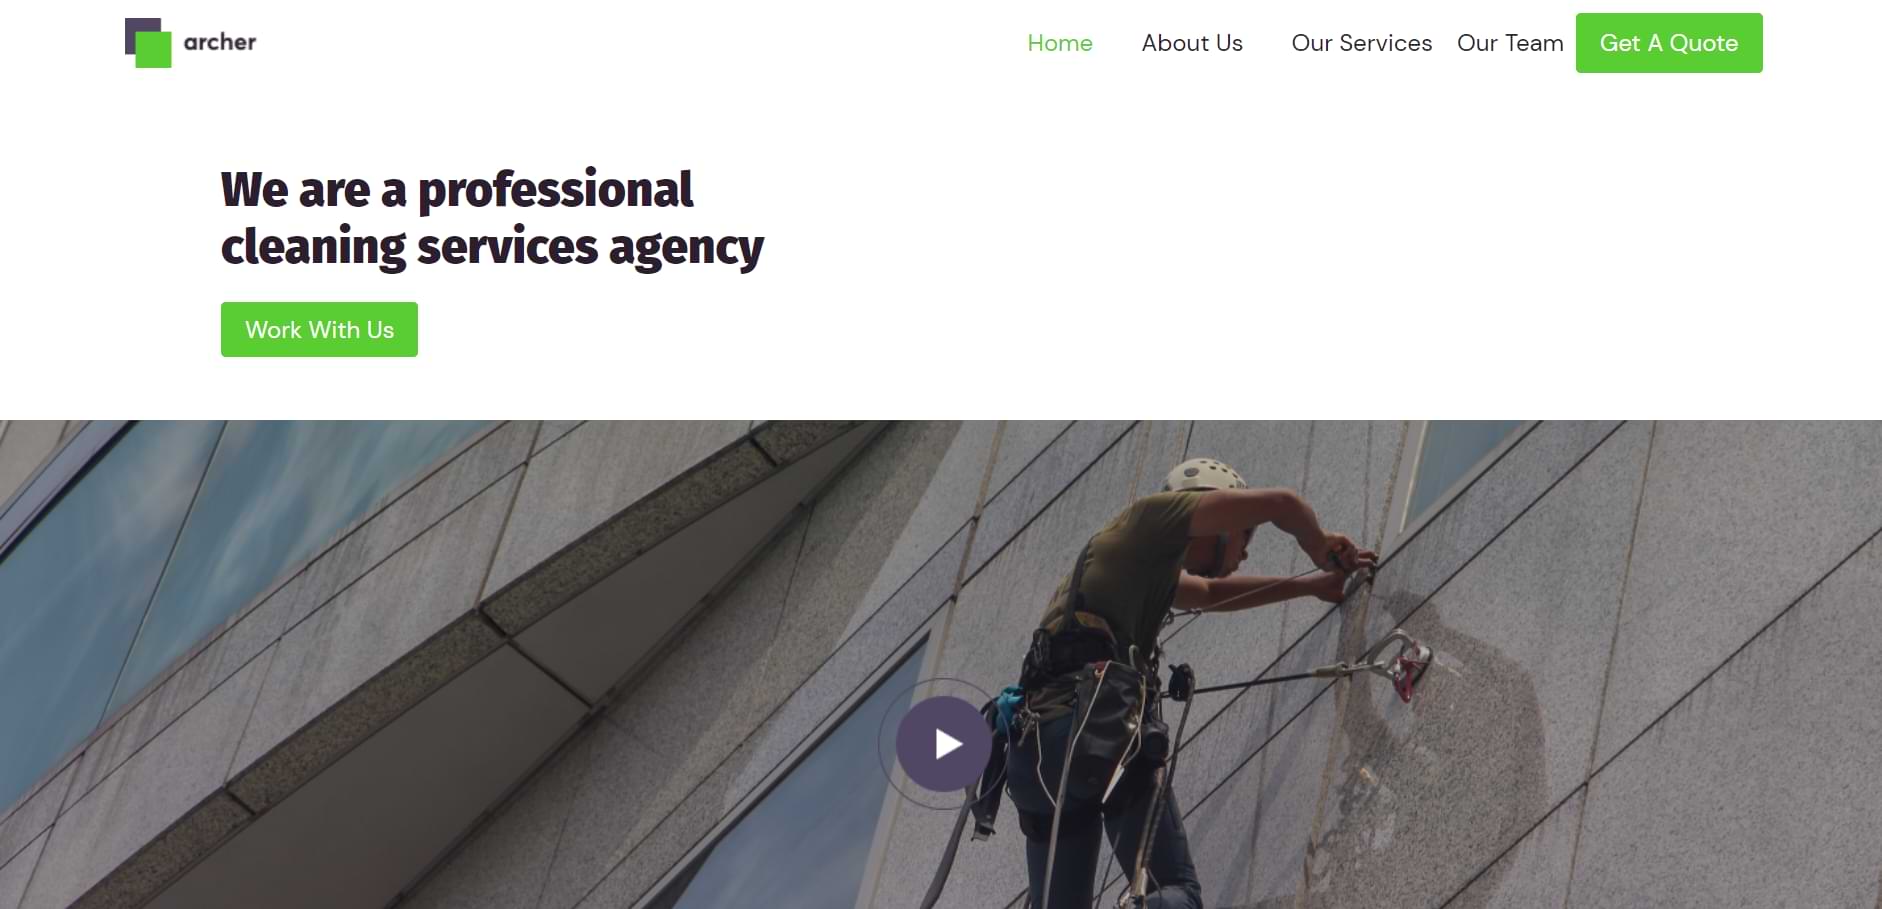 archer
Home About Us Our Services Our Team Get A Quote
We are a professional
cleaning services agency
Work With Us